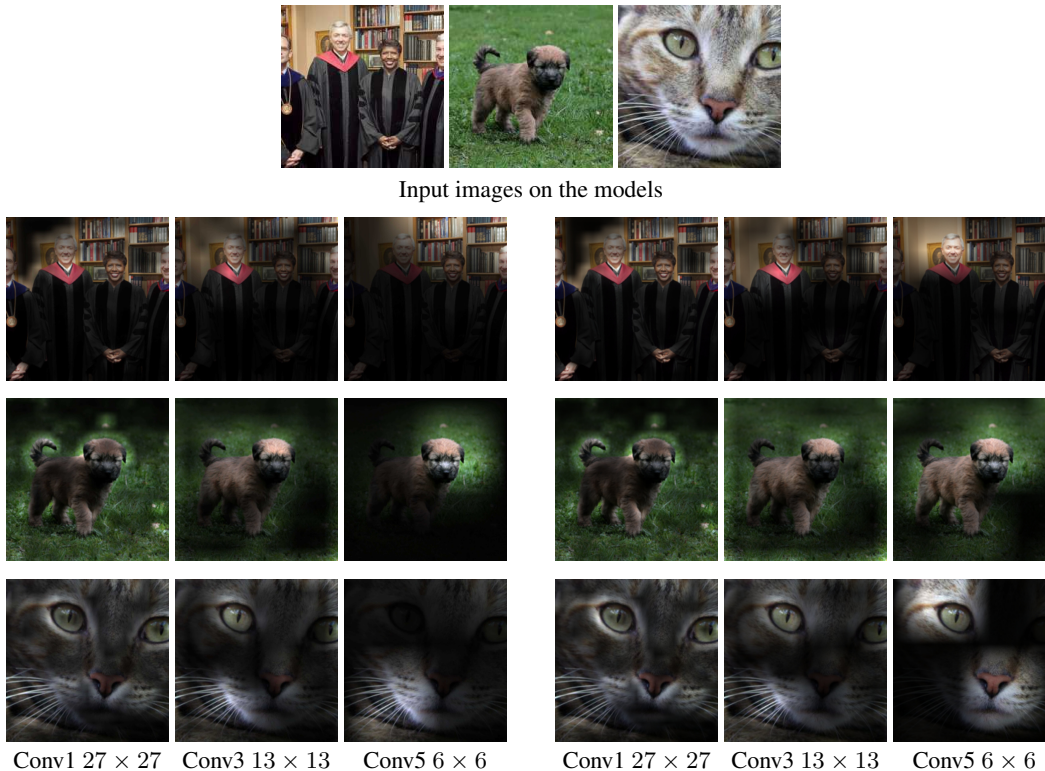 Input images on the models
Conv1 27 × 27 Conv3 13 × 13 Conv5 6 × 6 Conv1 27 × 27 Conv3 13 × 13 Conv5 6 × 6